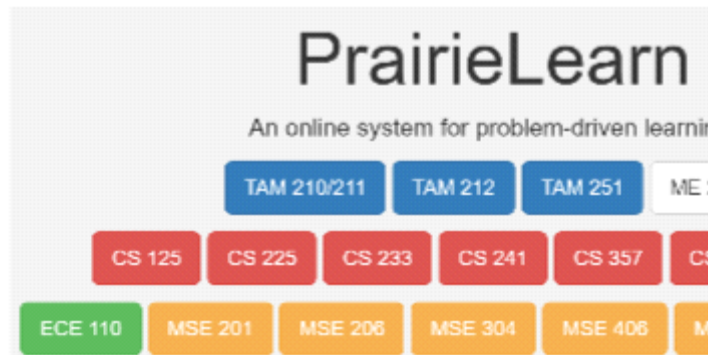 PrairieLearn
An online system for problem-driven
TAM 210/211 TAM 212 TAM 251 ME
CS 125 CS 225 CS 233 CS 241 CS 357
ECE 110 MSE 201 MSE 206 MSE 304 MSE 406